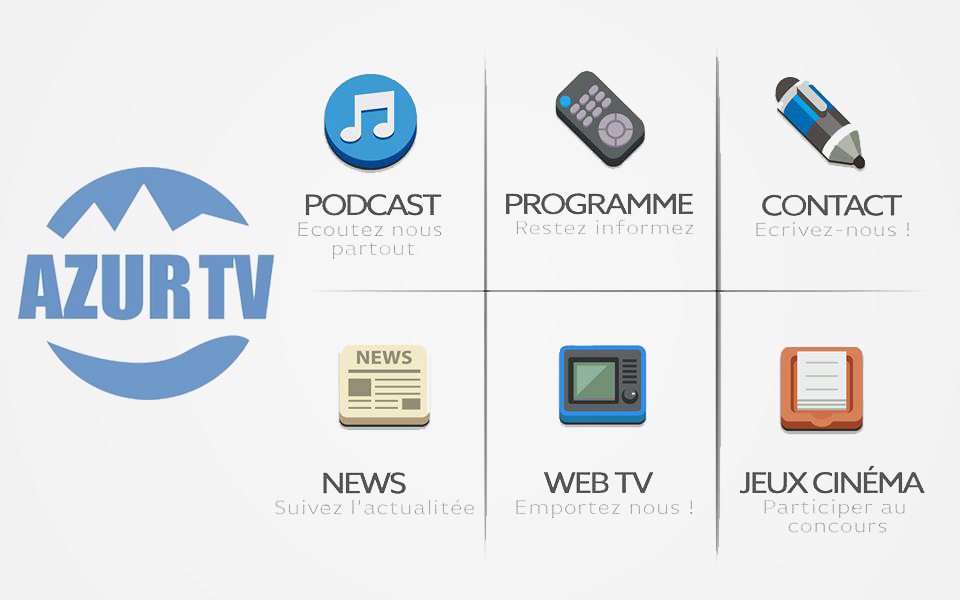 AZUR TV
PODCAST
Ecoutez nous
partout
PROGRAMME
Restez informez
CONTACT
Ecrivez-nous !
NEWS
NEWS
Suivez l'actualitée
WEB TV
Emportez nous !
JEUX CINÉMA
Participer au
concours